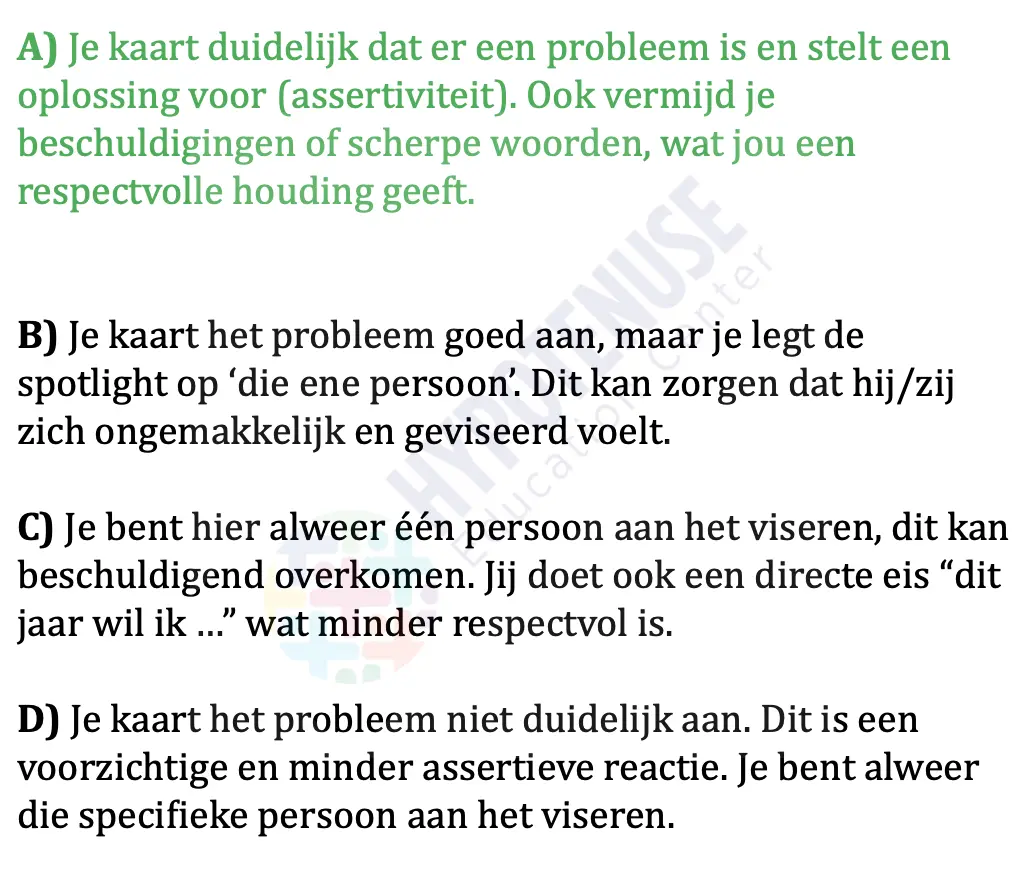 A) Je kaart duidelijk dat er een probleem is en stelt een
oplossing voor (assertiviteit). Ook vermijd je
beschuldigingen of scherpe woorden, wat jou een
respectvolle houding geeft.
B) Je kaart het probleem goed aan, maar je legt de
spotlight op ‘die ene persoon’. Dit kan zorgen dat hij/zij
zich ongemakkelijk en geviseerd voelt.
C) Je bent hier alweer één persoon aan het viseren, dit kan
beschuldigend overkomen. Jij doet ook een directe eis “dit
jaar wil ik ...” wat minder respectvol is.
D) Je kaart het probleem niet duidelijk aan. Dit is een
voorzichtige en minder assertieve reactie. Je bent alweer
die specifieke persoon aan het viseren.
HYPOTENUSE
Education Center